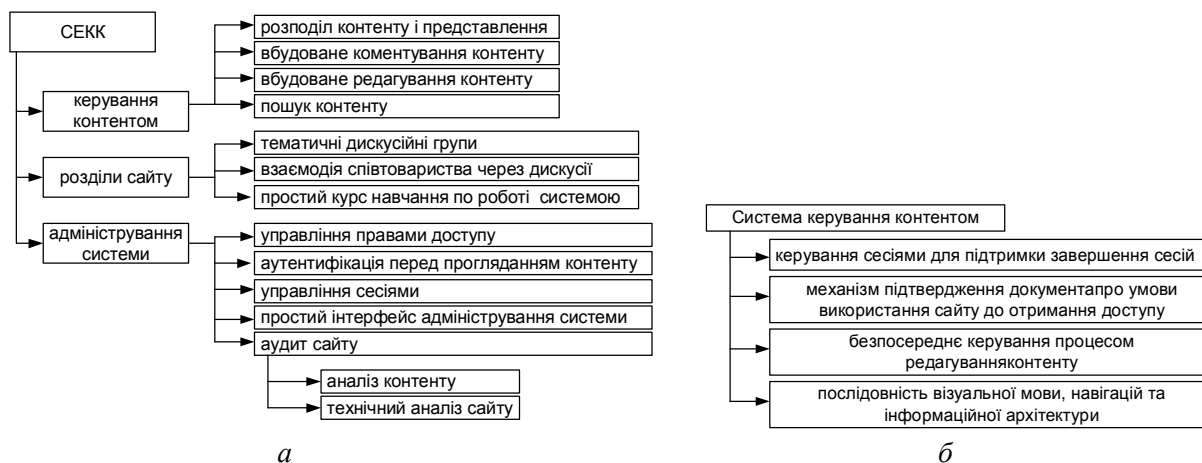 СЕКК
керування
контентом
розподіл контенту і представлення
вбудоване коментування контенту
вбудоване редагування контенту
пошук контенту
розділи сайту
тематичні дискусійні групи
взаємодія співтовариства через дискусії
простий курс навчання по роботі системою
адміністрування
системи
управління правами доступу
аутентифікація перед прогляданням контенту
управління сесіями
простий інтерфейс адміністрування системи
аудит сайту
аналіз контенту
технічний аналіз сайту
а
Система керування контентом
керування сесіями для підтримки завершення сесій
механізм підтвердження документапро умови
використання сайту до отримання доступу
безпосереднє керування процесом
редагуванняконтенту
послідовність візуальної мови, навігацій та
інформаційної архітектури
б